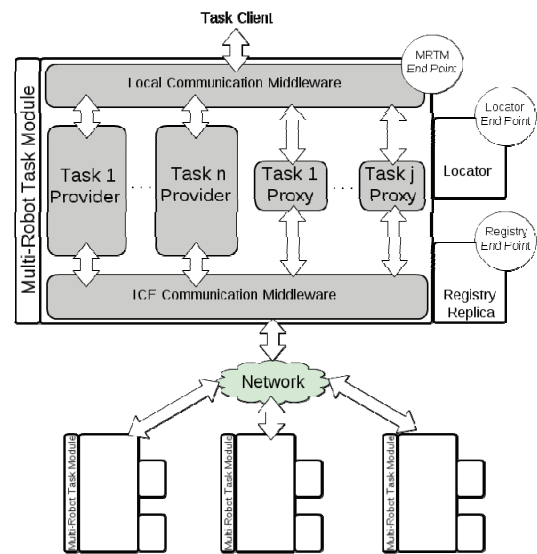 Task Client
MRTM
End Point
Local Communication Middleware
Multi-Robot Task Module
Locator
End Point
Task 1
Provider
Task n
Provider
Task 1
Proxy
Task j
Proxy
Locator
Registry
End Point
ICE Communication Middleware
Registry
Replica
Network
Multi-Robot Task Module
Multi-Robot Task Module
Multi-Robot Task Module